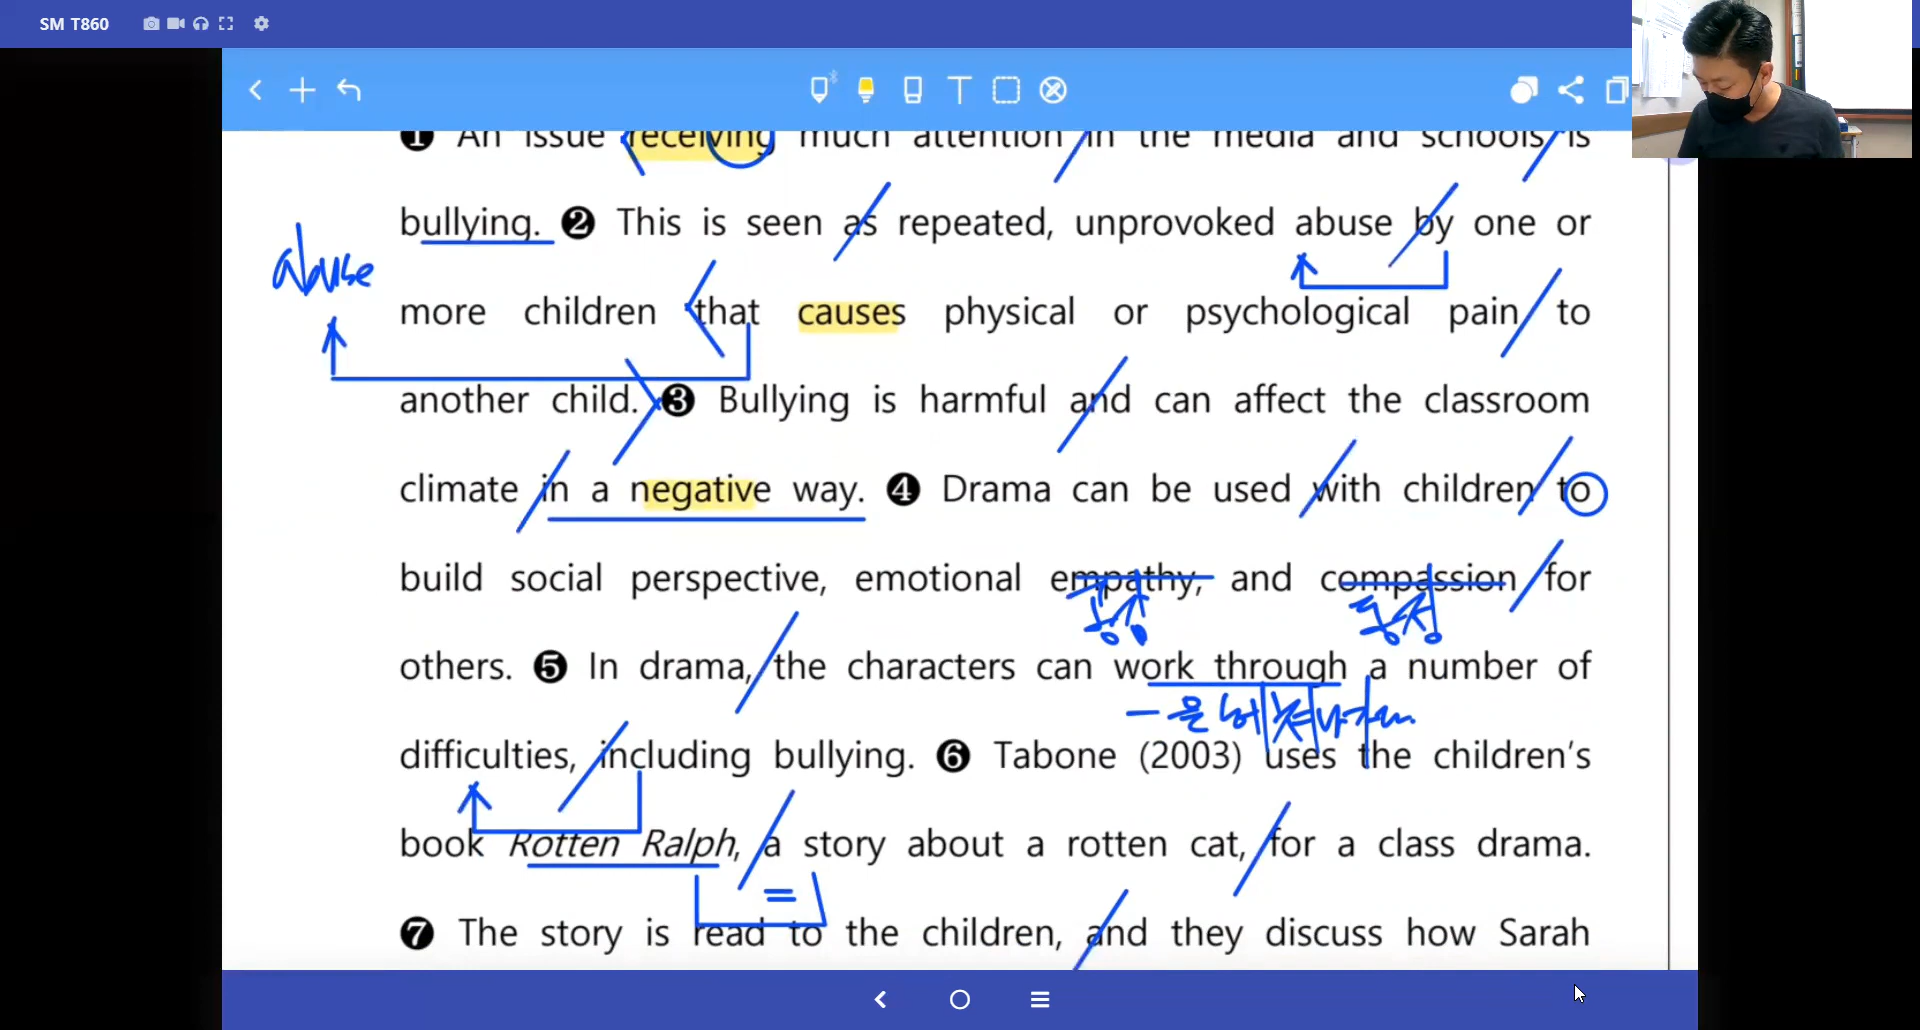 SM T860
❶ An issue receiving much attention in the media and schools is
bullying. ❷ This is seen as repeated, unprovoked abuse by one or
abuse
more children that causes physical or psychological pain to
another child. ❸ Bullying is harmful and can affect the classroom
climate in a negative way. ❹ Drama can be used with children to
build social perspective, emotional empathy, and compassion for
공감 동정
others. ❺ In drama, the characters can work through a number of
difficulties, including bullying. ❻ Tabone (2003) uses the children's
book Rotten Ralph, a story about a rotten cat, for a class drama.
=
❼ The story is read to the children, and they discuss how Sarah